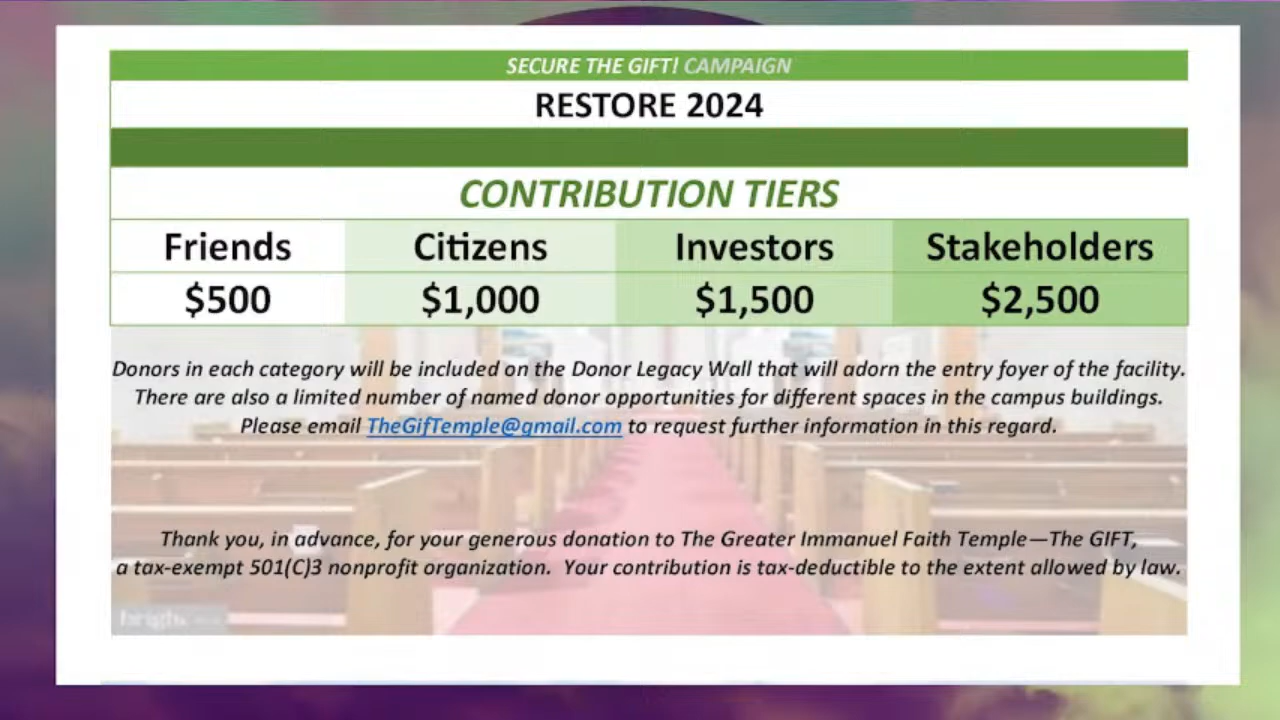 SECURE THE GIFT! CAMPAIGN
RESTORE 2024
CONTRIBUTION TIERS
Friends Citizens Investors Stakeholders
$500 $1,000 $1,500 $2,500
Donors in each category will be included on the Donor Legacy Wall that will adorn the entry foyer of the facility.
There are also a limited number of named donor opportunities for different spaces in the campus buildings.
Please email TheGifTemple@gmail.com to request further information in this regard.
Thank you, in advance, for your generous donation to The Greater Immanuel Faith Temple—The GIFT,
a tax-exempt 501(C)3 nonprofit organization. Your contribution is tax-deductible to the extent allowed by law.